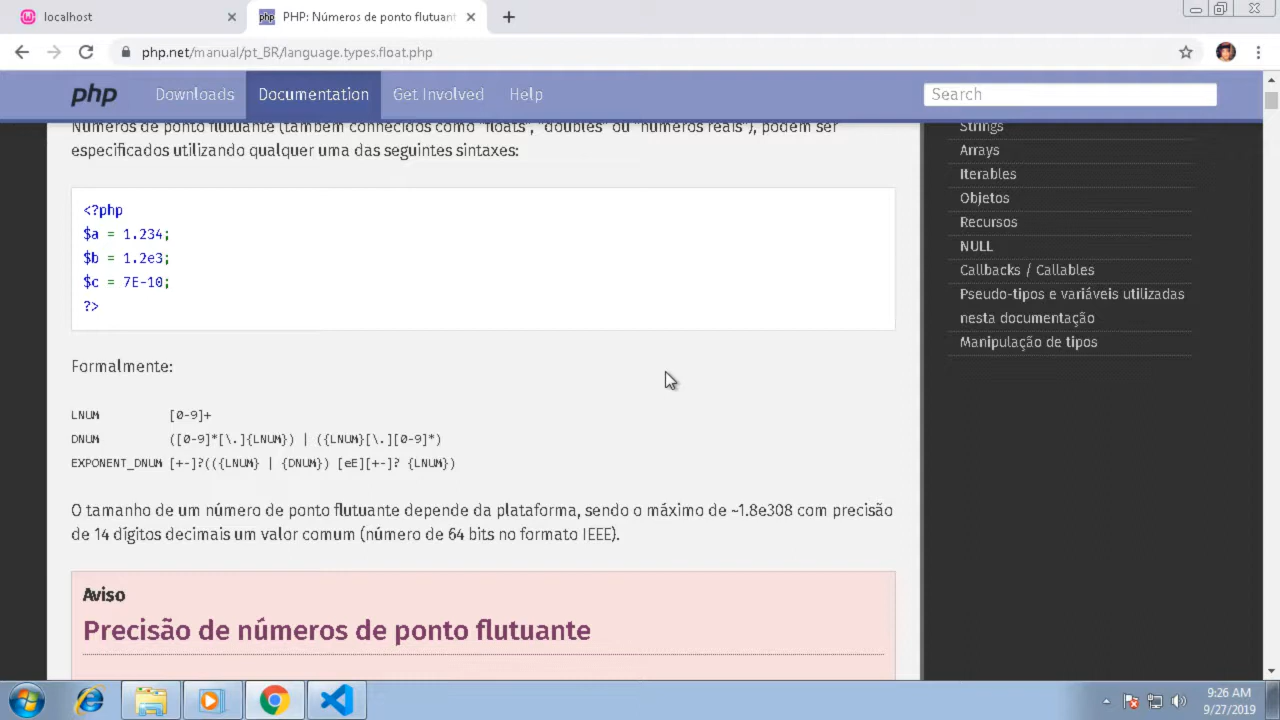 localhost
PHP: Números de ponto flutuant
php.net/manual/pt_BR/language.types.float.php
php Downloads Documentation Get Involved Help Search
Números de ponto flutuante (também conhecidos como "floats", "doubles" ou "números reais"), podem ser
especificados utilizando qualquer uma das seguintes sintaxes:
<?php
$a = 1.234;
$b = 1.2e3;
$c = 7E-10;
?>
Formalmente:
LNUM [0-9]+
DNUM ([0-9]*[\.]{LNUM}) | ({LNUM}[\.][0-9]*)
EXPONENT_DNUM [+-]?(({LNUM} | {DNUM}) [eE][+-]? {LNUM})
O tamanho de um número de ponto flutuante depende da plataforma, sendo o máximo de ~1.8e308 com precisão
de 14 dígitos decimais um valor comum (número de 64 bits no formato IEEE).
Aviso
Precisão de números de ponto flutuante
Strings
Arrays
Iterables
Objetos
Recursos
NULL
Callbacks / Callables
Pseudo-tipos e variáveis utilizadas
nesta documentação
Manipulação de tipos
9:26 AM
9/27/2019